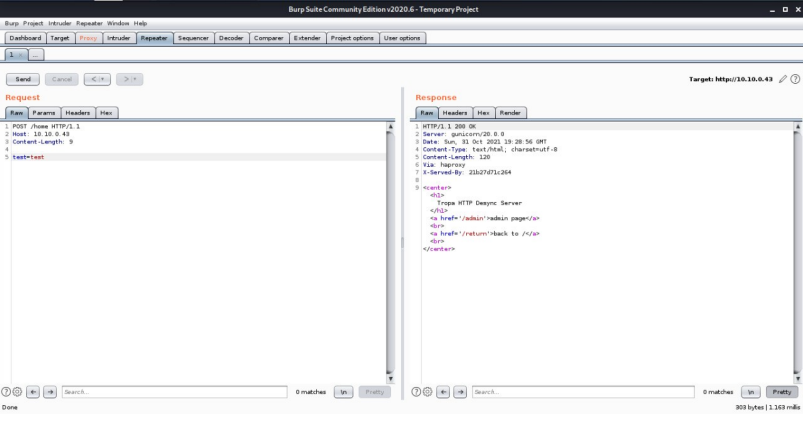 Burp Suite Community Edition v2020.6 - Temporary Project
Burp Project Intruder Repeater Window Help
Dashboard Target Proxy Intruder Repeater Sequencer Decoder Comparer Extender Project options User options
1 × ...
Send Cancel < > Target: http://10.10.0.43
Request
Raw Params Headers Hex
1 POST /home HTTP/1.1
2 Host: 10.10.0.43
3 Content-Length: 9
4
5 test=test
Search... 0 matches \n Pretty
Done
Response
Raw Headers Hex Render
1 HTTP/1.1 200 OK
2 Server: gunicorn/20.0.0
3 Date: Sun, 31 Oct 2021 19:28:56 GMT
4 Content-Type: text/html; charset=utf-8
5 Content-Length: 120
6 Via: haproxy
7 X-Served-By: 21b27d71c264
8
9 <center>
<h1>
Tropa HTTP Desync Server
</h1>
<a href='/admin'>admin page</a>
<br>
<a href='/return'>back to /</a>
<br>
</center>
Search... 0 matches \n Pretty
303 bytes | 1.163 millis